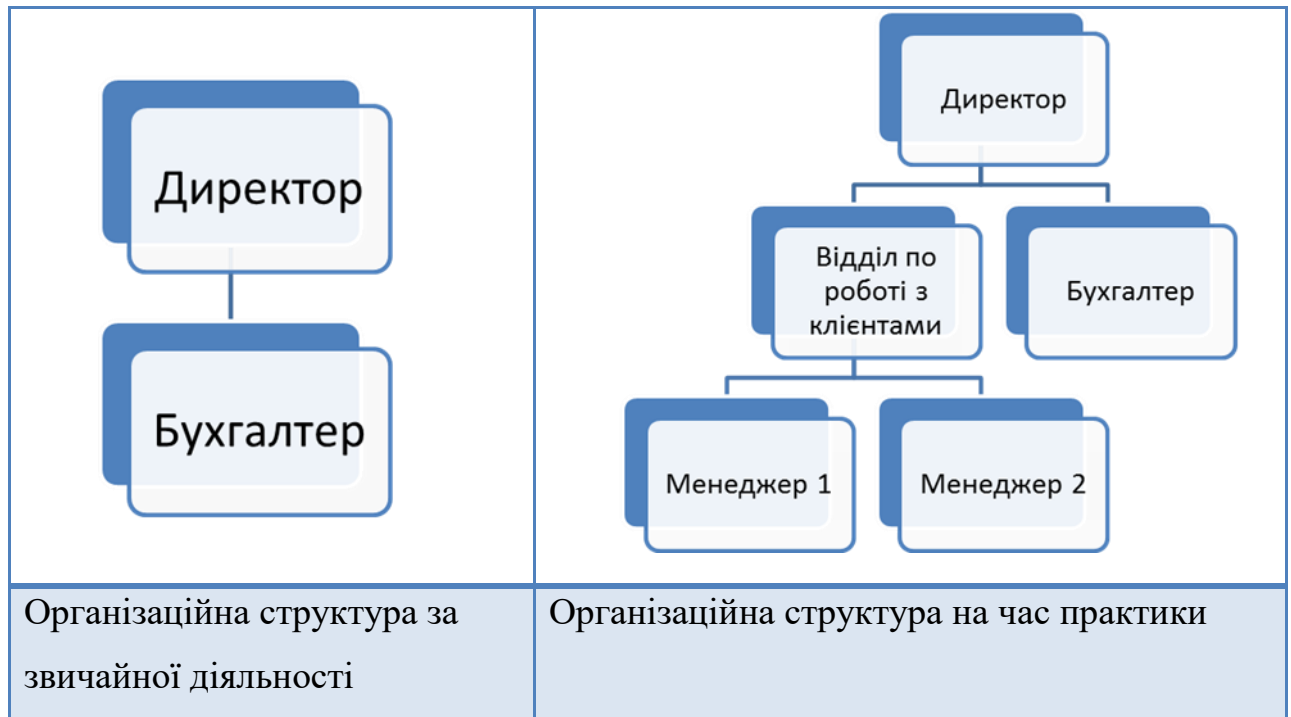 Директор
Бухгалтер
Директор
Відділ по
роботі з
клієнтами
Бухгалтер
Менеджер 1
Менеджер 2
Організаційна структура за
звичайної діяльності
Організаційна структура на час практики